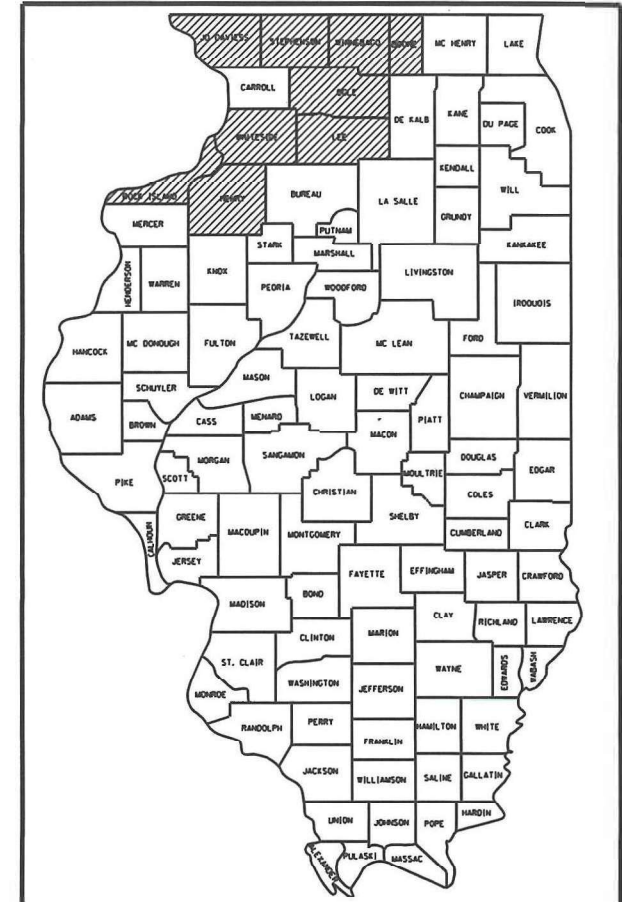 JO DAVIESS
STEPHENSON
WINNEBAGO
BOONE
MC HENRY
LAKE
CARROLL
OGLE
DE KALB
KANE
DU PAGE
COOK
WHITESIDE
LEE
KENDALL
WILL
ROCK ISLAND
HENRY
BUREAU
LA SALLE
GRUNDY
MERCER
PUTNAM
KANKAKEE
STARK
MARSHALL
HENDERSON
WARREN
KNOX
PEORIA
WOODFORD
LIVINGSTON
IROQUOIS
HANCOCK
MC DONOUGH
FULTON
TAZEWELL
MC LEAN
FORD
SCHUYLER
MASON
LOGAN
DE WITT
CHAMPAIGN
VERMILION
ADAMS
BROWN
CASS
MENARD
MACON
PIATT
PIKE
SCOTT
MORGAN
SANGAMON
CHRISTIAN
MOULTRIE
DOUGLAS
EDGAR
COLES
GREENE
MACOUPIN
MONTGOMERY
SHELBY
CUMBERLAND
CLARK
CALHOUN
JERSEY
FAYETTE
EFFINGHAM
JASPER
CRAWFORD
MADISON
BOND
CLAY
RICHLAND
LAWRENCE
CLINTON
MARION
ST. CLAIR
WAYNE
EDWARDS
WABASH
MONROE
WASHINGTON
JEFFERSON
RANDOLPH
PERRY
HAMILTON
WHITE
FRANKLIN
JACKSON
WILLIAMSON
SALINE
GALLATIN
UNION
JOHNSON
POPE
HARDIN
ALEXANDER
PULASKI
MASSAC